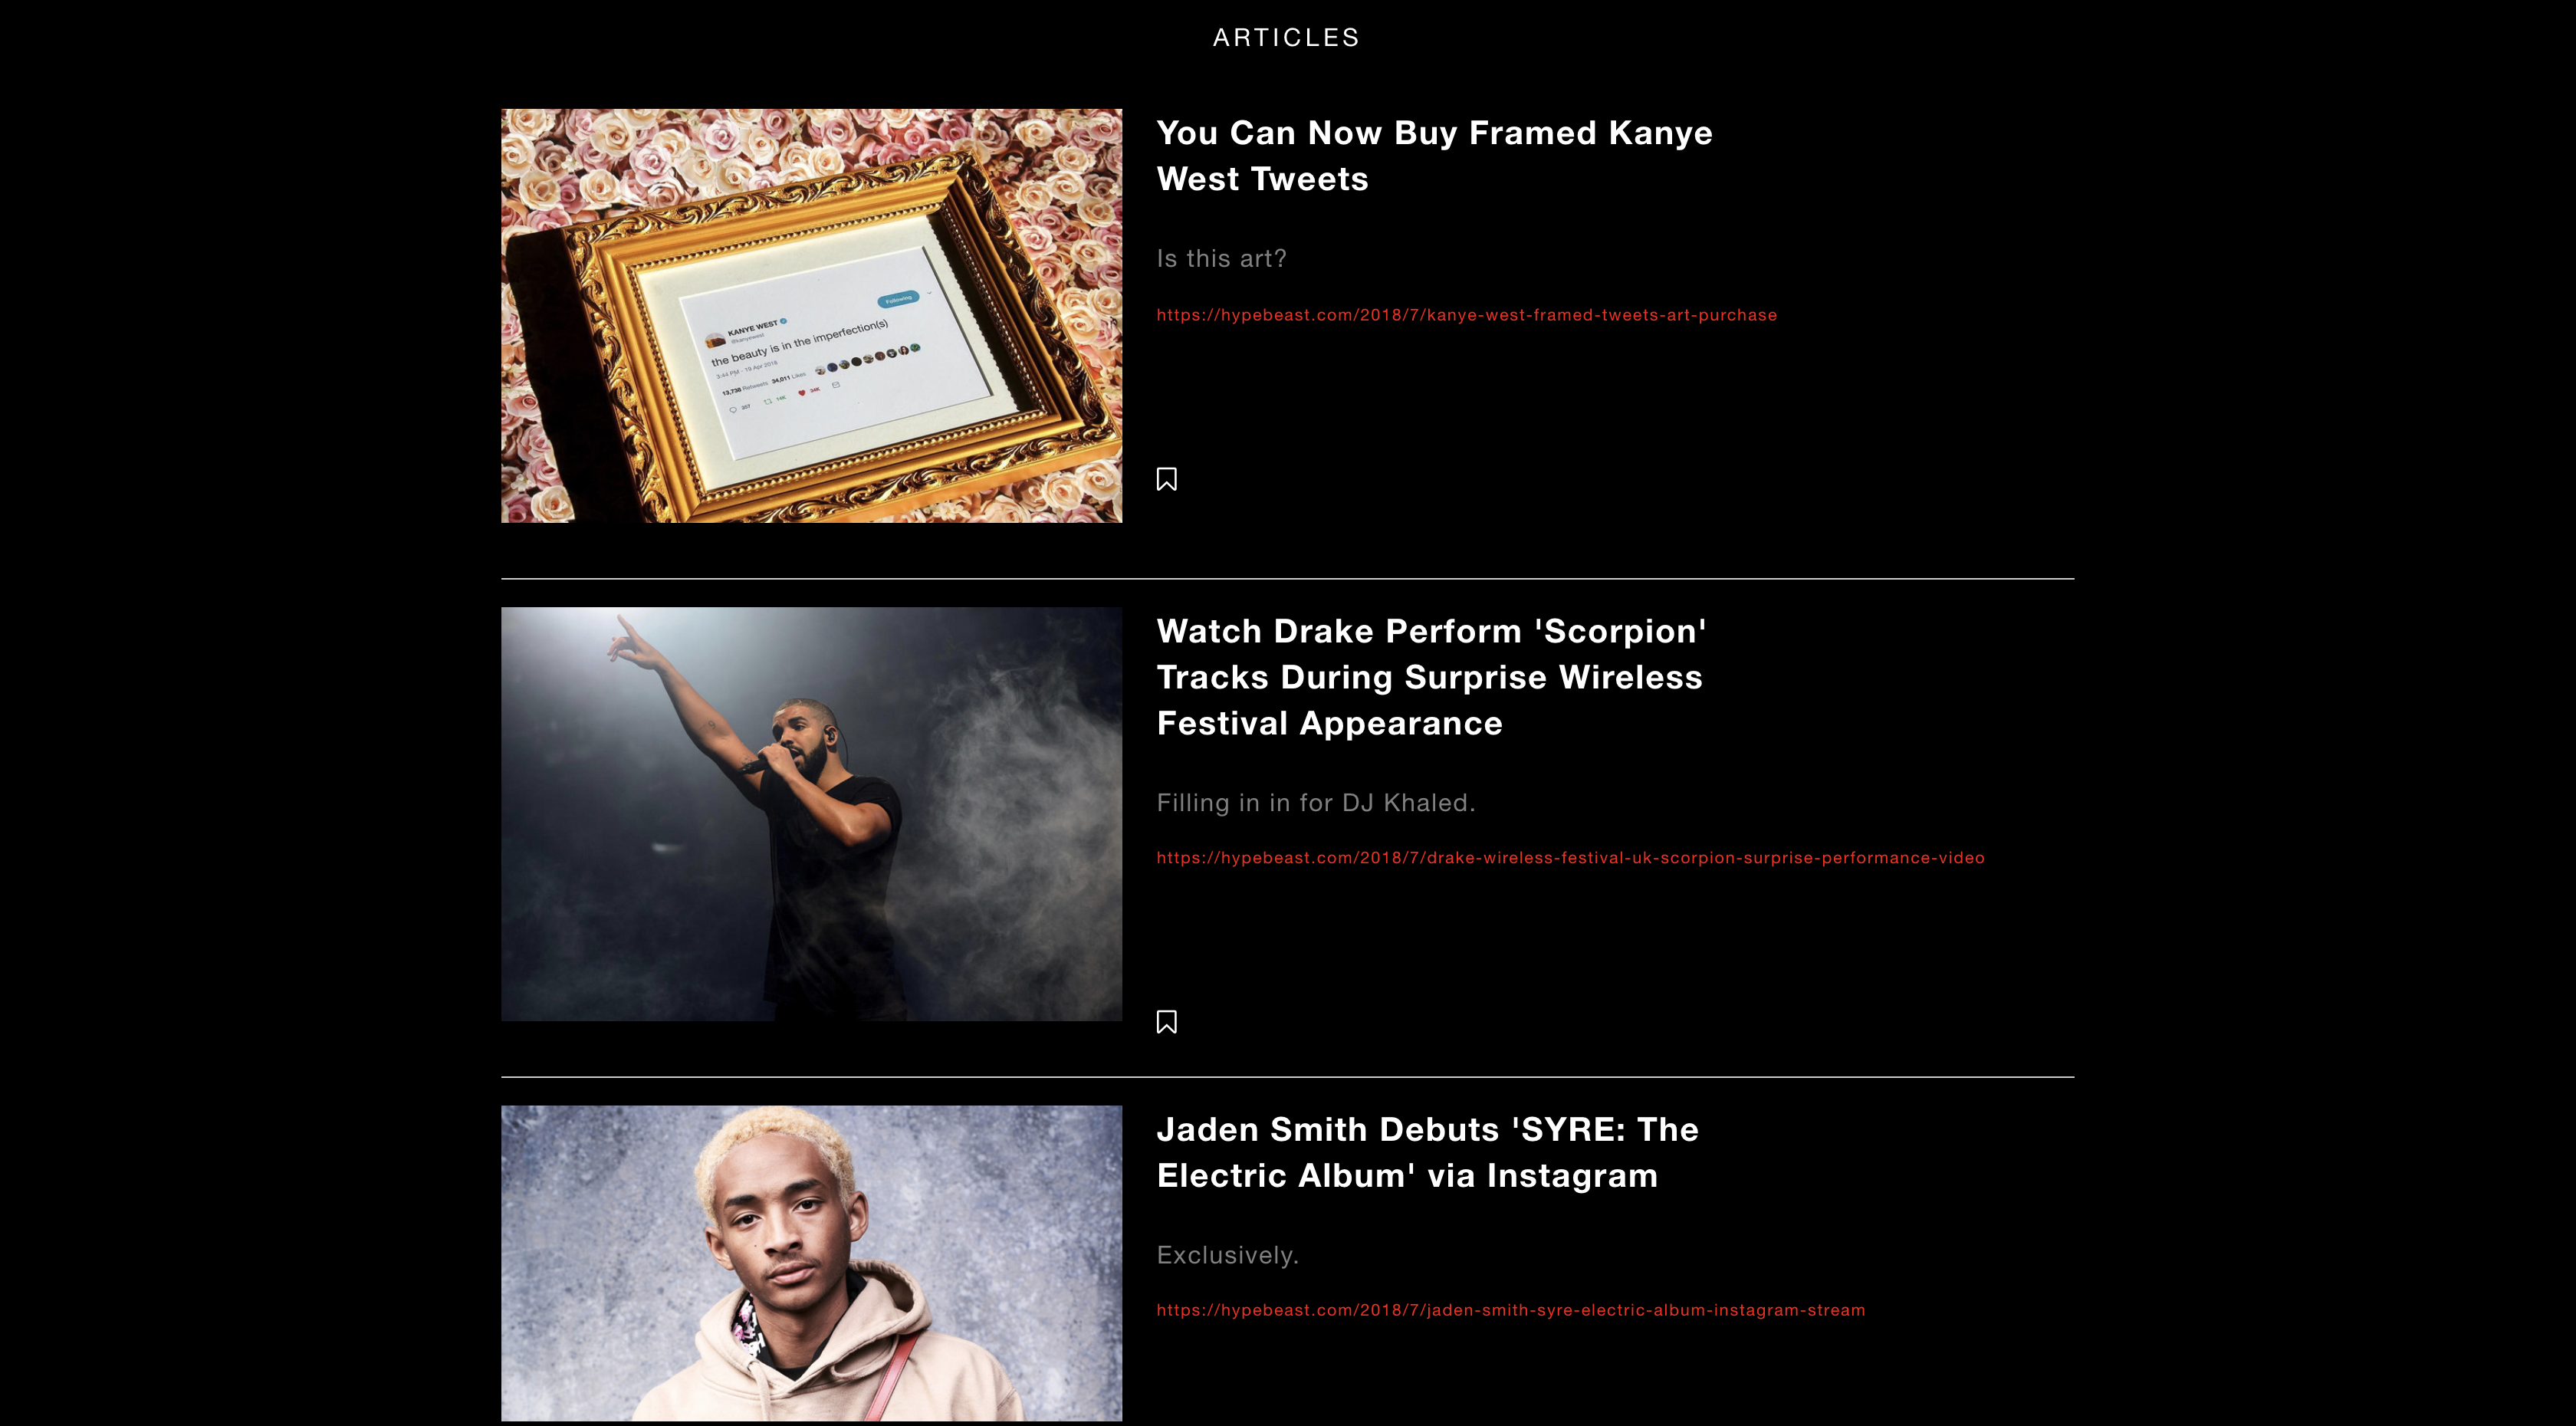 ARTICLES
You Can Now Buy Framed Kanye
West Tweets
Is this art?
https://hypebeast.com/2018/7/kanye-west-framed-tweets-art-purchase
Following
KANYE WEST
@kanyewest
the beauty is in the imperfection(s)
3:44 PM - 19 Apr 2018
13,738 Retweets 34,011 Likes
357 14K 34K
Watch Drake Perform 'Scorpion'
Tracks During Surprise Wireless
Festival Appearance
Filling in in for DJ Khaled.
https://hypebeast.com/2018/7/drake-wireless-festival-uk-scorpion-surprise-performance-video
Jaden Smith Debuts 'SYRE: The
Electric Album' via Instagram
Exclusively.
https://hypebeast.com/2018/7/jaden-smith-syre-electric-album-instagram-stream